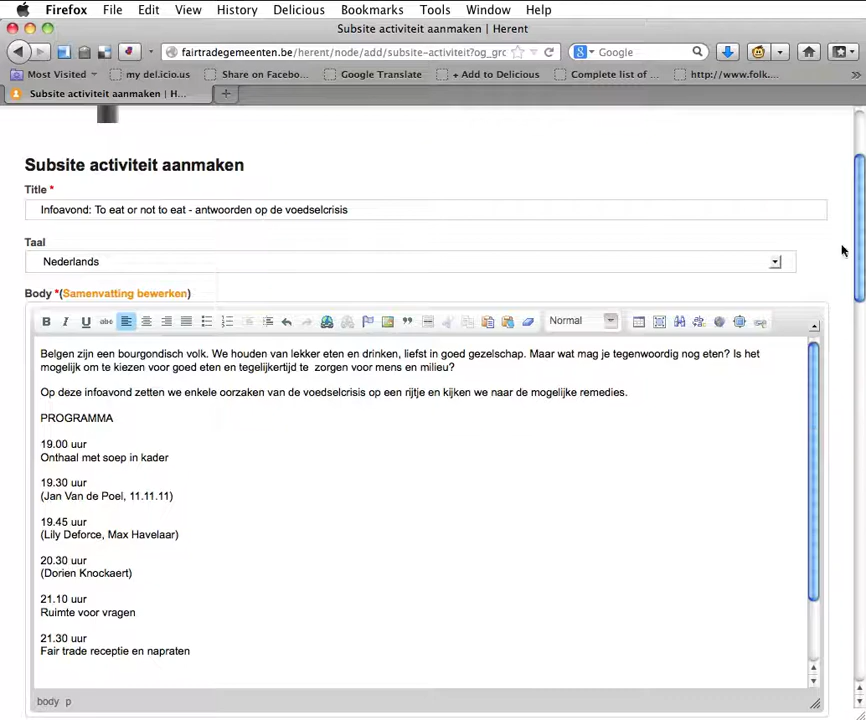 Firefox File Edit View History Delicious Bookmarks Tools Window Help
Subsite activiteit aanmaken | Herent
fairtradegemeenten.be/herent/node/add/subsite-activiteit?og_grc
Google
Most Visited my del.icio.us Share on Facebo... Google Translate + Add to Delicious Complete list of ... http://www.folk... »
Subsite activiteit aanmaken | H...
Subsite activiteit aanmaken
Title *
Infoavond: To eat or not to eat - antwoorden op de voedselcrisis
Taal
Nederlands
Body *(Samenvatting bewerken)
B I U abc Normal
Belgen zijn een bourgondisch volk. We houden van lekker eten en drinken, liefst in goed gezelschap. Maar wat mag je tegenwoordig nog eten? Is het
mogelijk om te kiezen voor goed eten en tegelijkertijd te zorgen voor mens en milieu?
Op deze infoavond zetten we enkele oorzaken van de voedselcrisis op een rijtje en kijken we naar de mogelijke remedies.
PROGRAMMA
19.00 uur
Onthaal met soep in kader
19.30 uur
(Jan Van de Poel, 11.11.11)
19.45 uur
(Lily Deforce, Max Havelaar)
20.30 uur
(Dorien Knockaert)
21.10 uur
Ruimte voor vragen
21.30 uur
Fair trade receptie en napraten
body p